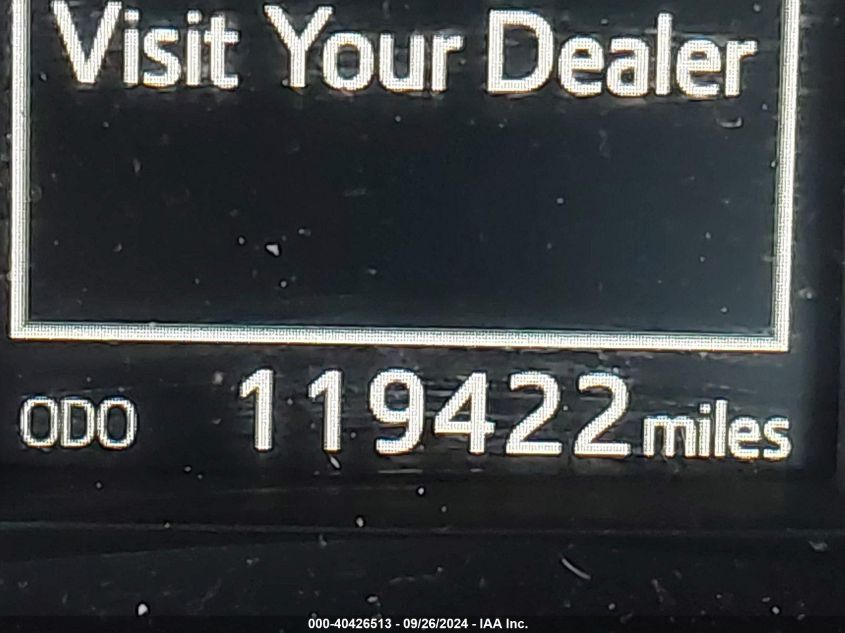 Visit Your Dealer
ODO 119422 miles
000-40426513 - 09/26/2024 - IAA Inc.